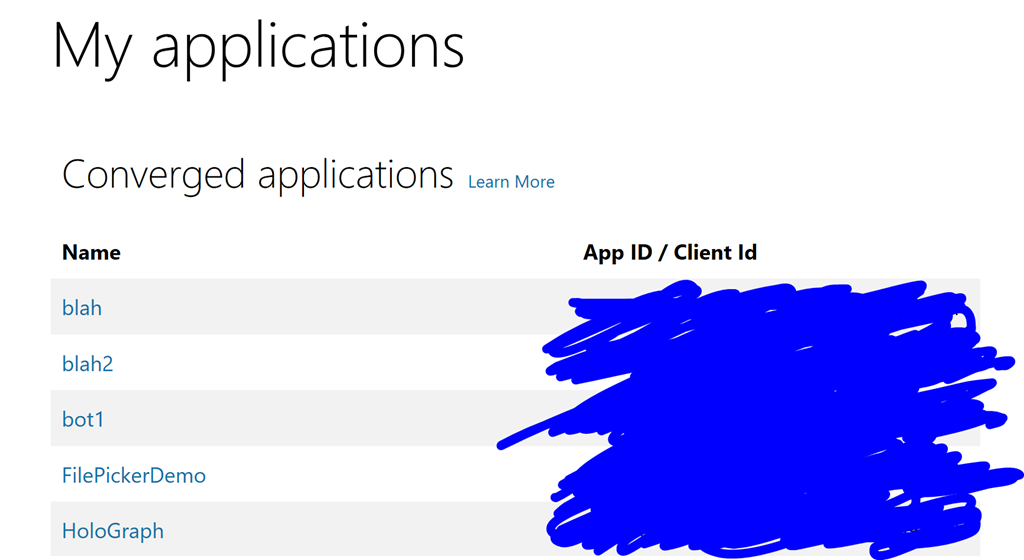 My applications
Converged applications Learn More
Name App ID / Client Id
blah
blah2
bot1
FilePickerDemo
HoloGraph